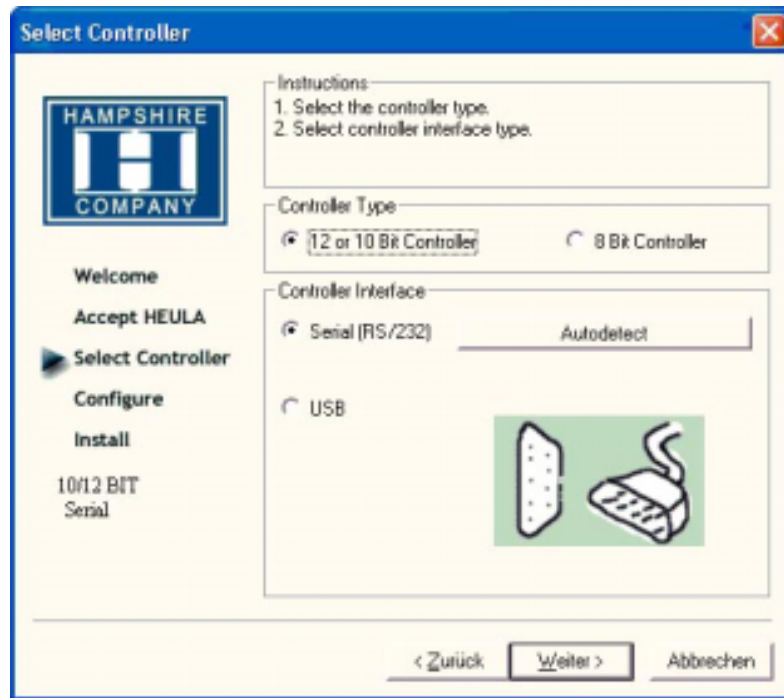 Select Controller
HAMPSHIRE
COMPANY
Welcome
Accept HEULA
Select Controller
Configure
Install
10/12 BIT
Serial
Instructions
1. Select the controller type.
2. Select controller interface type.
Controller Type
12 or 10 Bit Controller
8 Bit Controller
Controller Interface
Serial (RS/232)
Autodetect
USB
< Zurück
Weiter >
Abbrechen